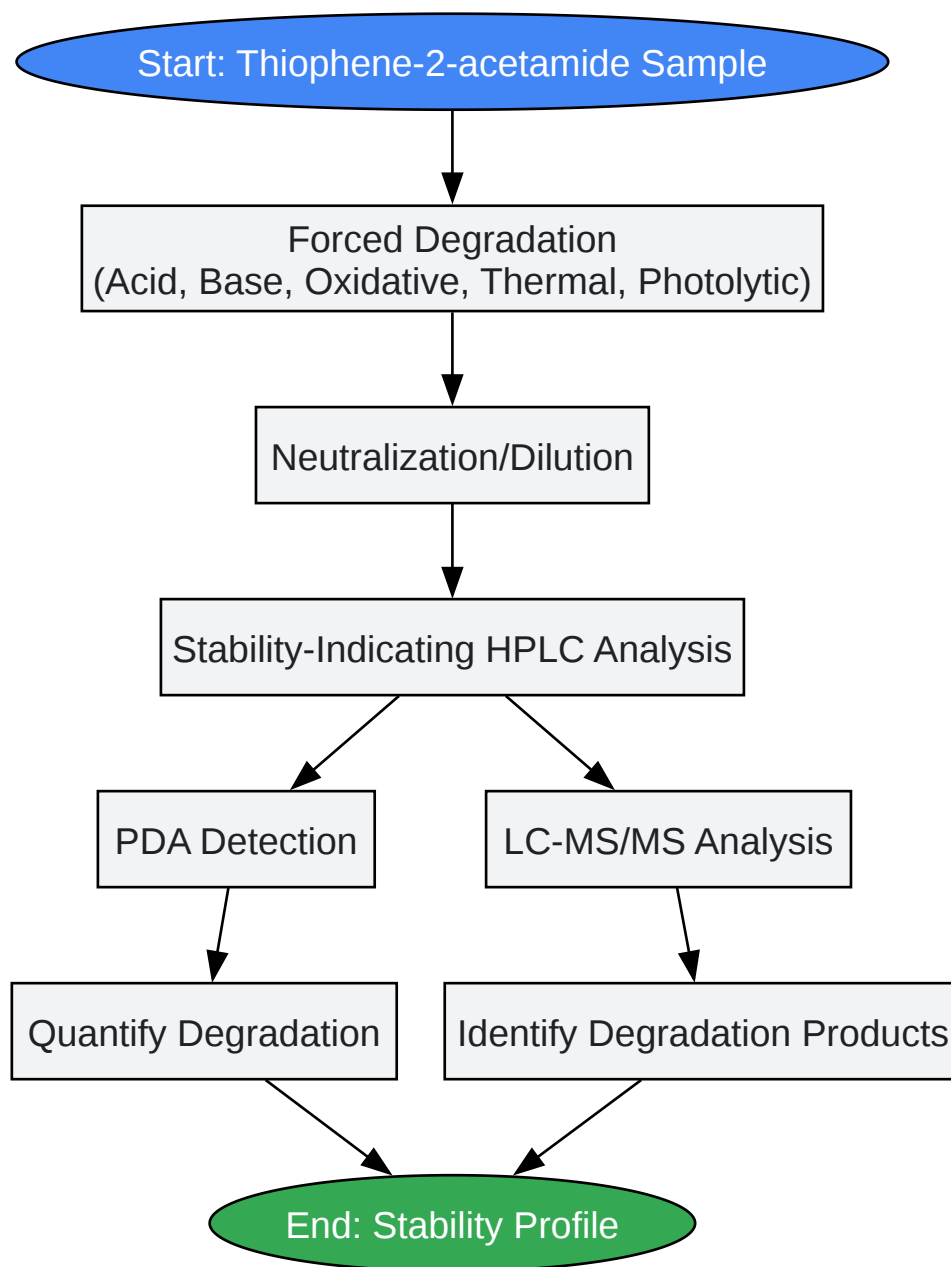 Start: Thiophene-2-acetamide Sample
Forced Degradation
(Acid, Base, Oxidative, Thermal, Photolytic)
Neutralization/Dilution
Stability-Indicating HPLC Analysis
PDA Detection
LC-MS/MS Analysis
Quantify Degradation
Identify Degradation Products
End: Stability Profile